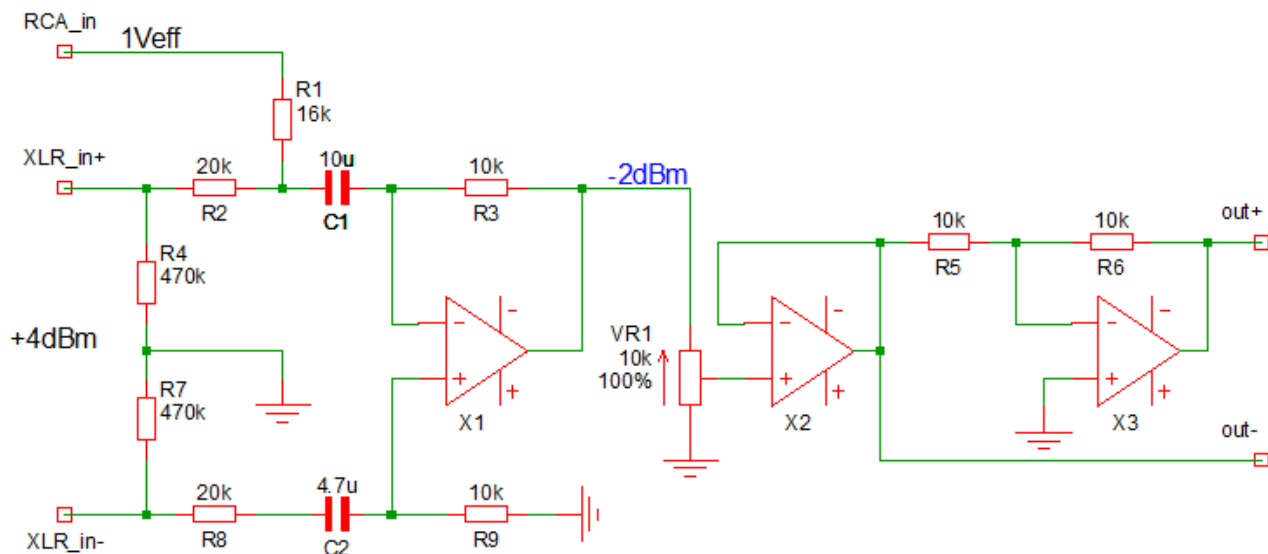 RCA_in
1Veff
R1
16k
XLR_in+
20k
R2
10u
C1
10k
R3
-2dBm
R4
470k
+4dBm
R7
470k
X1
VR1
10k
100%
X2
10k
R5
10k
R6
out+
X3
out-
XLR_in-
20k
R8
4.7u
C2
10k
R9